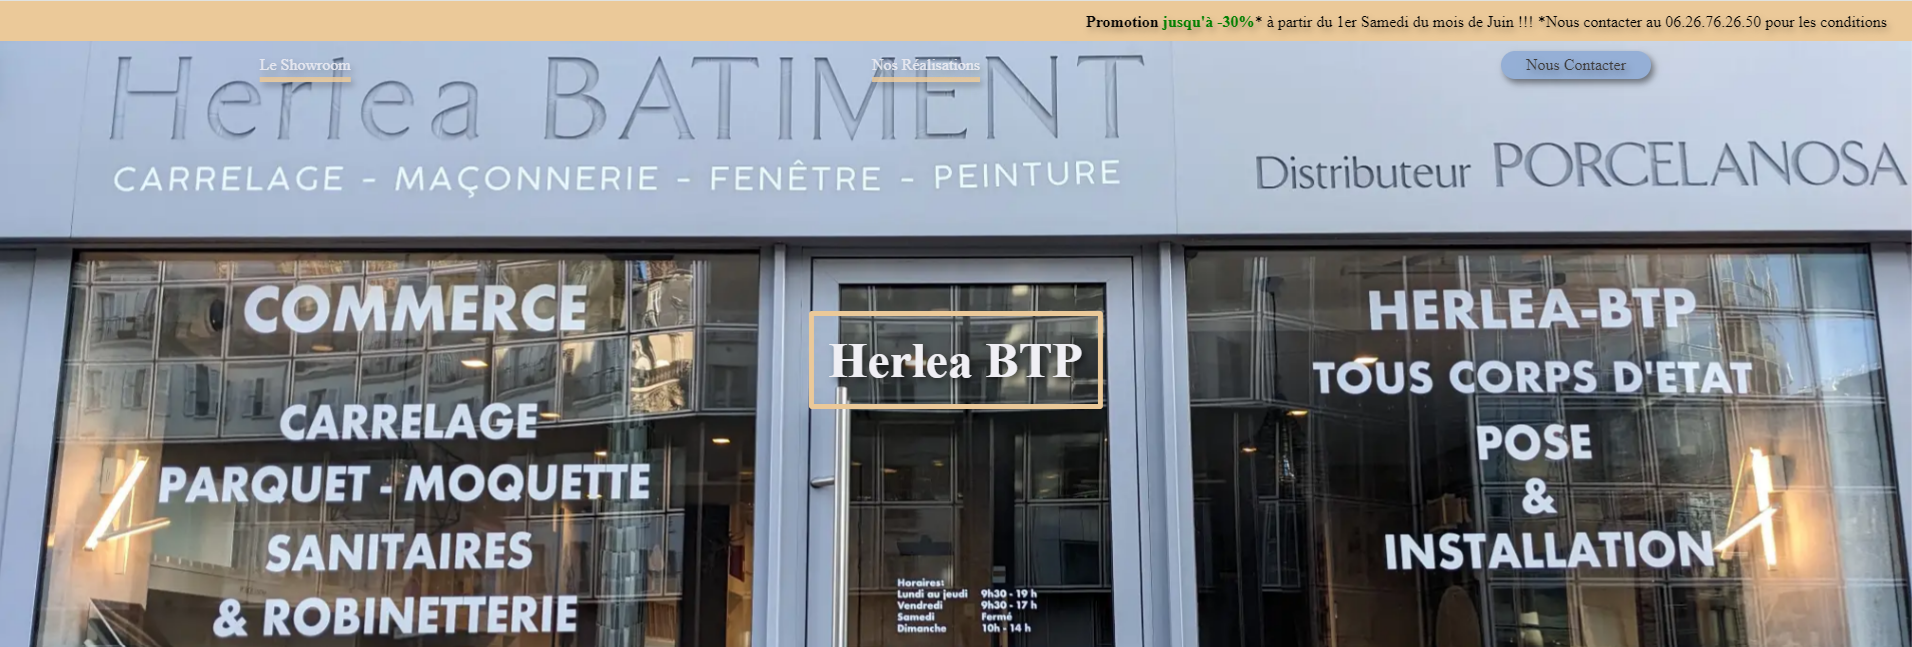 Promotion jusqu'à -30%* à partir du 1er Samedi du mois de Juin !!! *Nous contacter au 06.26.76.26.50 pour les conditions
Le Showroom
Nos Réalisations
Nous Contacter
Herlea BATIMENT
CARRELAGE - MAÇONNERIE - FENÊTRE - PEINTURE
Distributeur PORCELANOSA
COMMERCE
CARRELAGE
PARQUET - MOQUETTE
SANITAIRES
& ROBINETTERIE
Herlea BTP
Horaires:
Lundi au jeudi 9h30 - 19 h
Vendredi 9h30 - 17 h
Samedi Fermé
Dimanche 10h - 14 h
HERLEA-BTP
TOUS CORPS D'ETAT
POSE
&
INSTALLATION